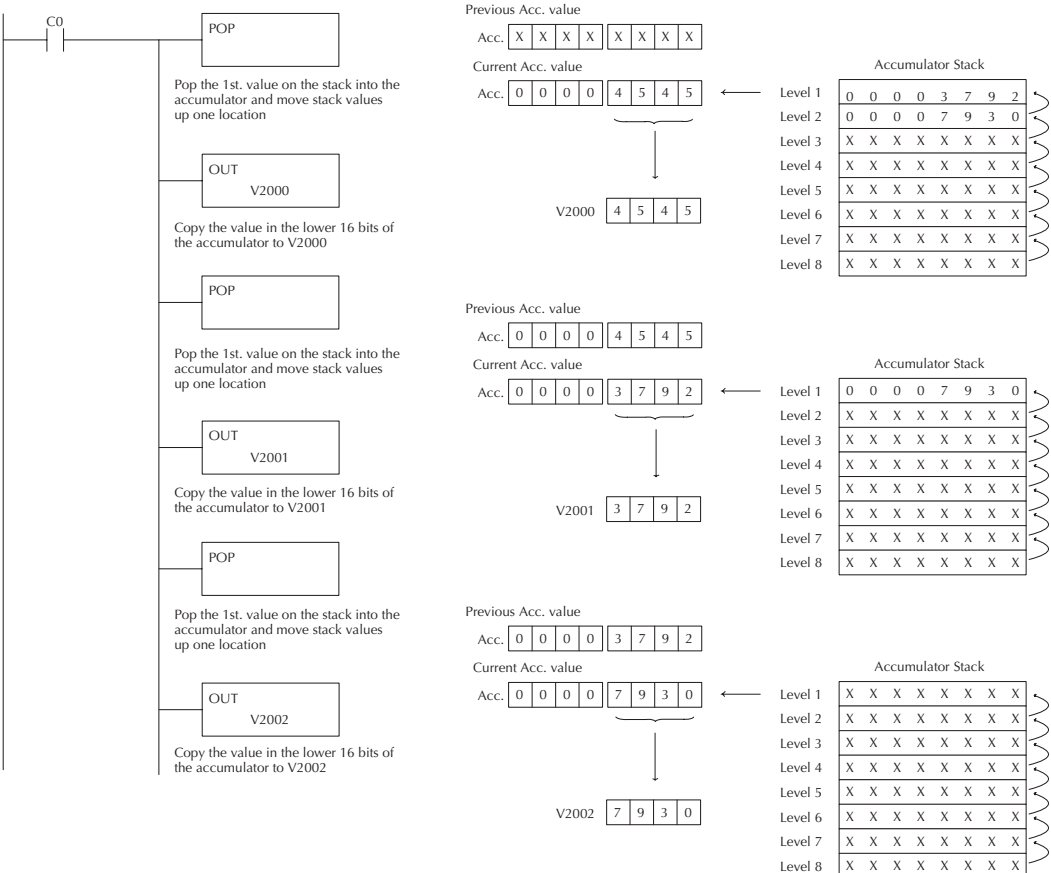 C0
POP
Pop the 1st. value on the stack into the
accumulator and move stack values
up one location
OUT
V2000
Copy the value in the lower 16 bits of
the accumulator to V2000
POP
Pop the 1st. value on the stack into the
accumulator and move stack values
up one location
OUT
V2001
Copy the value in the lower 16 bits of
the accumulator to V2001
POP
Pop the 1st. value on the stack into the
accumulator and move stack values
up one location
OUT
V2002
Copy the value in the lower 16 bits of
the accumulator to V2002
Previous Acc. value
Acc. X X X X X X X X
Current Acc. value
Acc. 0 0 0 0 4 5 4 5
V2000 4 5 4 5
Accumulator Stack
Level 1 0 0 0 0 3 7 9 2
Level 2 0 0 0 0 7 9 3 0
Level 3 X X X X X X X X
Level 4 X X X X X X X X
Level 5 X X X X X X X X
Level 6 X X X X X X X X
Level 7 X X X X X X X X
Level 8 X X X X X X X X
Previous Acc. value
Acc. 0 0 0 0 4 5 4 5
Current Acc. value
Acc. 0 0 0 0 3 7 9 2
V2001 3 7 9 2
Accumulator Stack
Level 1 0 0 0 0 7 9 3 0
Level 2 X X X X X X X X
Level 3 X X X X X X X X
Level 4 X X X X X X X X
Level 5 X X X X X X X X
Level 6 X X X X X X X X
Level 7 X X X X X X X X
Level 8 X X X X X X X X
Previous Acc. value
Acc. 0 0 0 0 3 7 9 2
Current Acc. value
Acc. 0 0 0 0 7 9 3 0
V2002 7 9 3 0
Accumulator Stack
Level 1 X X X X X X X X
Level 2 X X X X X X X X
Level 3 X X X X X X X X
Level 4 X X X X X X X X
Level 5 X X X X X X X X
Level 6 X X X X X X X X
Level 7 X X X X X X X X
Level 8 X X X X X X X X